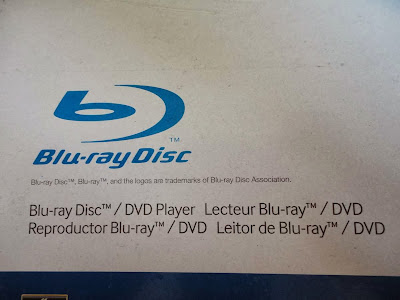 b
TM
Blu-ray Disc
Blu-ray Disc™, Blu-ray™, and the logos are trademarks of Blu-ray Disc Association.
Blu-ray Disc™ / DVD Player Lecteur Blu-ray™ / DVD
Reproductor Blu-ray™ / DVD Leitor de Blu-ray™ / DVD